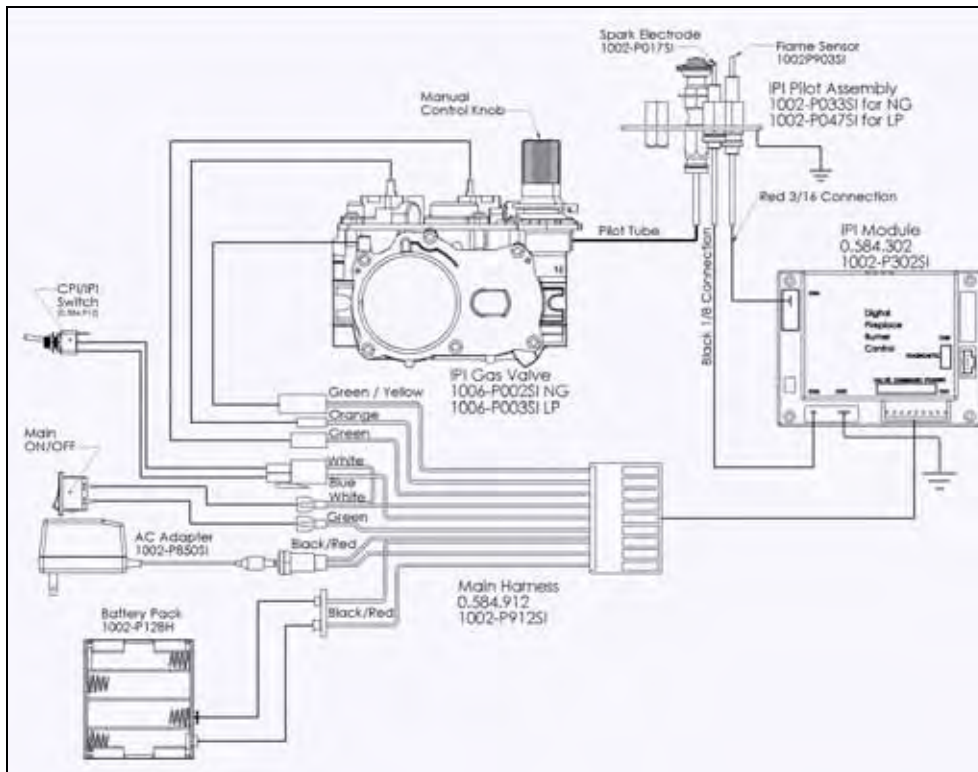 Spark Electrode
1002-P017SI
Flame Sensor
1002P903SI
IPI Pilot Assembly
1002-P033SI for NG
1002-P047SI for LP
Manual
Control Knob
Red 3/16 Connection
Pilot Tube
Black 1/8 Connection
IPI Module
0.584.302
1002-P302SI
Digital
Fireplace
Burner
Control
CPI/IPI
Switch
IPI Gas Valve
1006-P002SI NG
1006-P003SI LP
Green / Yellow
Orange
Green
Main
ON/OFF
White
Blue
White
Green
AC Adapter
1002-P850SI
Black/Red
Main Harness
0.584.912
1002-P912SI
Battery Pack
1002-P128H
Black/Red